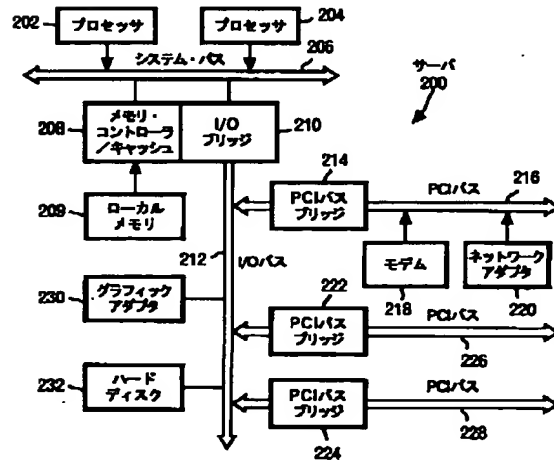 202
プロセッサ
プロセッサ
204
システム・バス
206
サーバ
200
208
メモリ・
コントローラ
/キャッシュ
I/O
ブリッジ
210
214
216
PCIバス
ブリッジ
PCIバス
209
ローカル
メモリ
212
I/Oバス
モデム
218
ネットワーク
アダプタ
220
230
グラフィック
アダプタ
222
PCIバス
ブリッジ
PCIバス
226
232
ハード
ディスク
PCIバス
ブリッジ
224
PCIバス
228